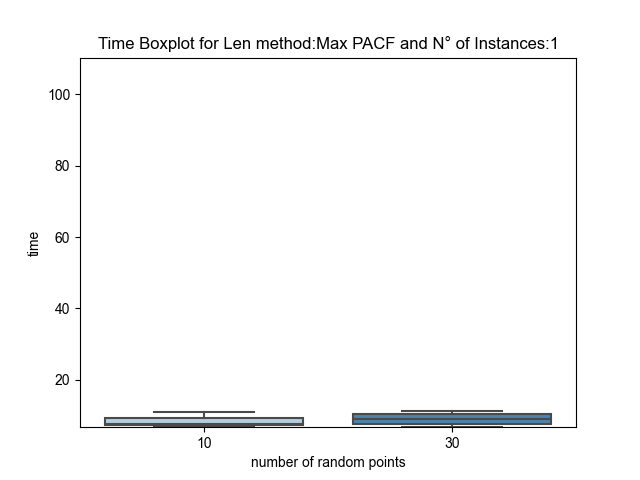 Time Boxplot for Len method:Max PACF and N° of Instances:1
100
80
60
40
20
time
10
30
number of random points